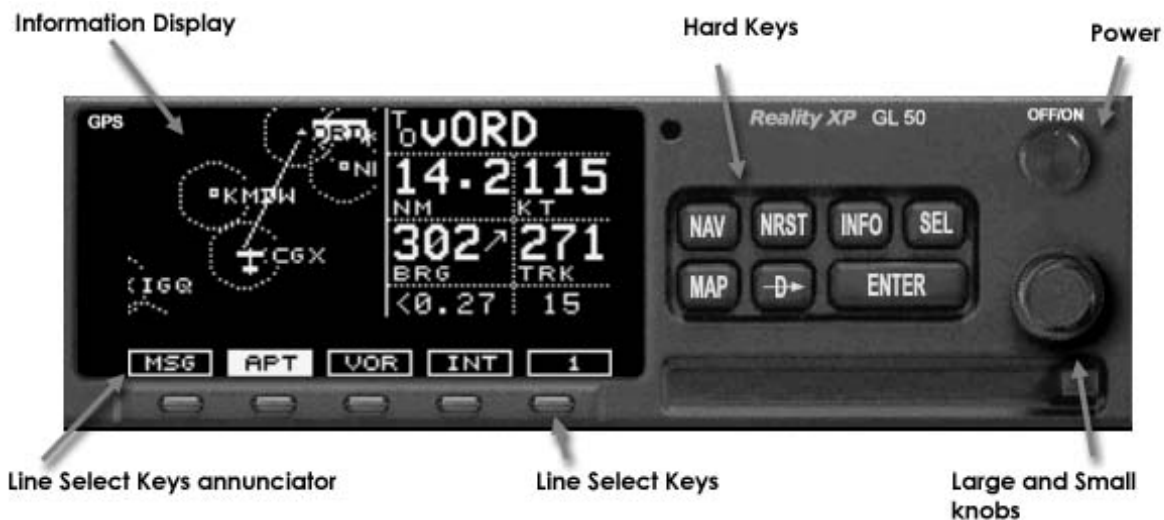 Information Display
Hard Keys
Power
GPS
Reality XP GL 50
OFF/ON
ORD
NI
KMDW
CGX
IGQ
To vORD
14.2 115
NM KT
302↗ 271
BRG TRK
<0.27 15
NAV NRST INFO SEL
MAP D ENTER
MSG APT VOR INT 1
Line Select Keys annunciator
Line Select Keys
Large and Small
knobs